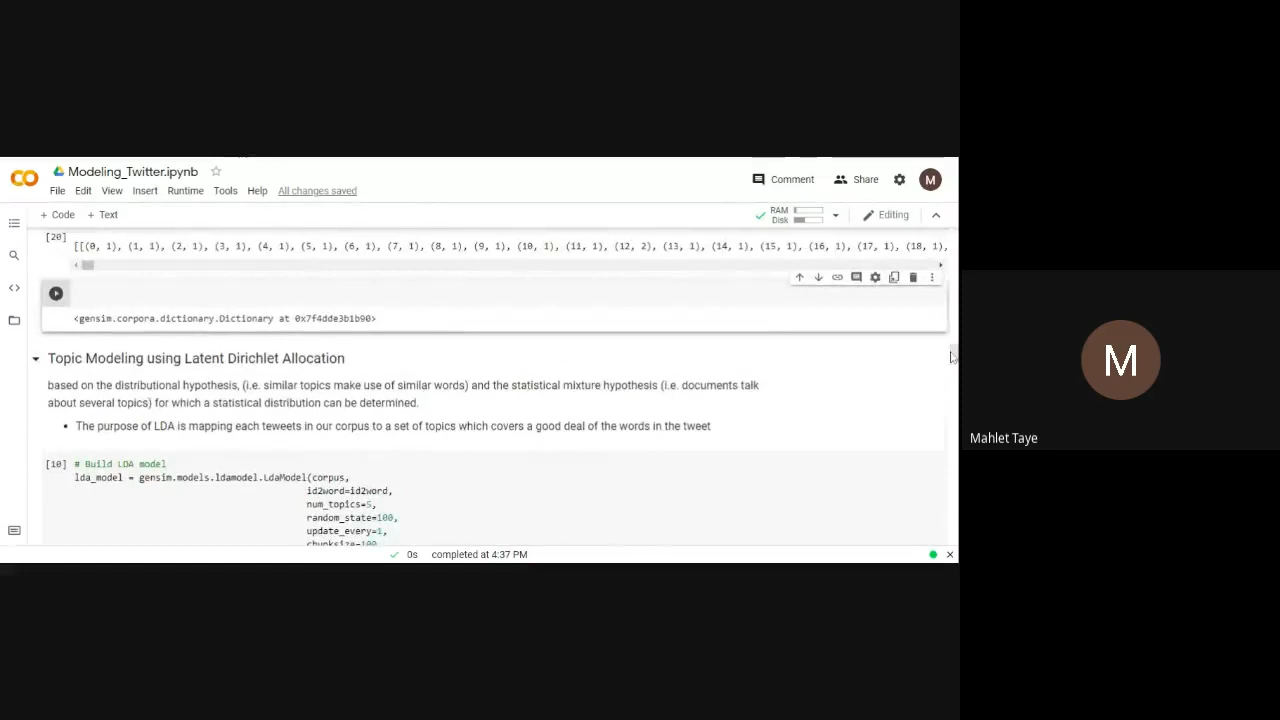 Modeling_Twitter.ipynb
File Edit View Insert Runtime Tools Help All changes saved
Comment Share M
+ Code + Text
RAM
Disk
Editing
[20]
[[(0, 1), (1, 1), (2, 1), (3, 1), (4, 1), (5, 1), (6, 1), (7, 1), (8, 1), (9, 1), (10, 1), (11, 1), (12, 2), (13, 1), (14, 1), (15, 1), (16, 1), (17, 1), (18, 1),
<gensim.corpora.dictionary.Dictionary at 0x7f4dde3b1b90>
Topic Modeling using Latent Dirichlet Allocation
based on the distributional hypothesis, (i.e. similar topics make use of similar words) and the statistical mixture hypothesis (i.e. documents talk
about several topics) for which a statistical distribution can be determined.
• The purpose of LDA is mapping each teweets in our corpus to a set of topics which covers a good deal of the words in the tweet
[10] # Build LDA model
lda_model = gensim.models.ldamodel.LdaModel(corpus,
id2word=id2word,
num_topics=5,
random_state=100,
update_every=1,
chunksize=100
0s completed at 4:37 PM
M
Mahlet Taye